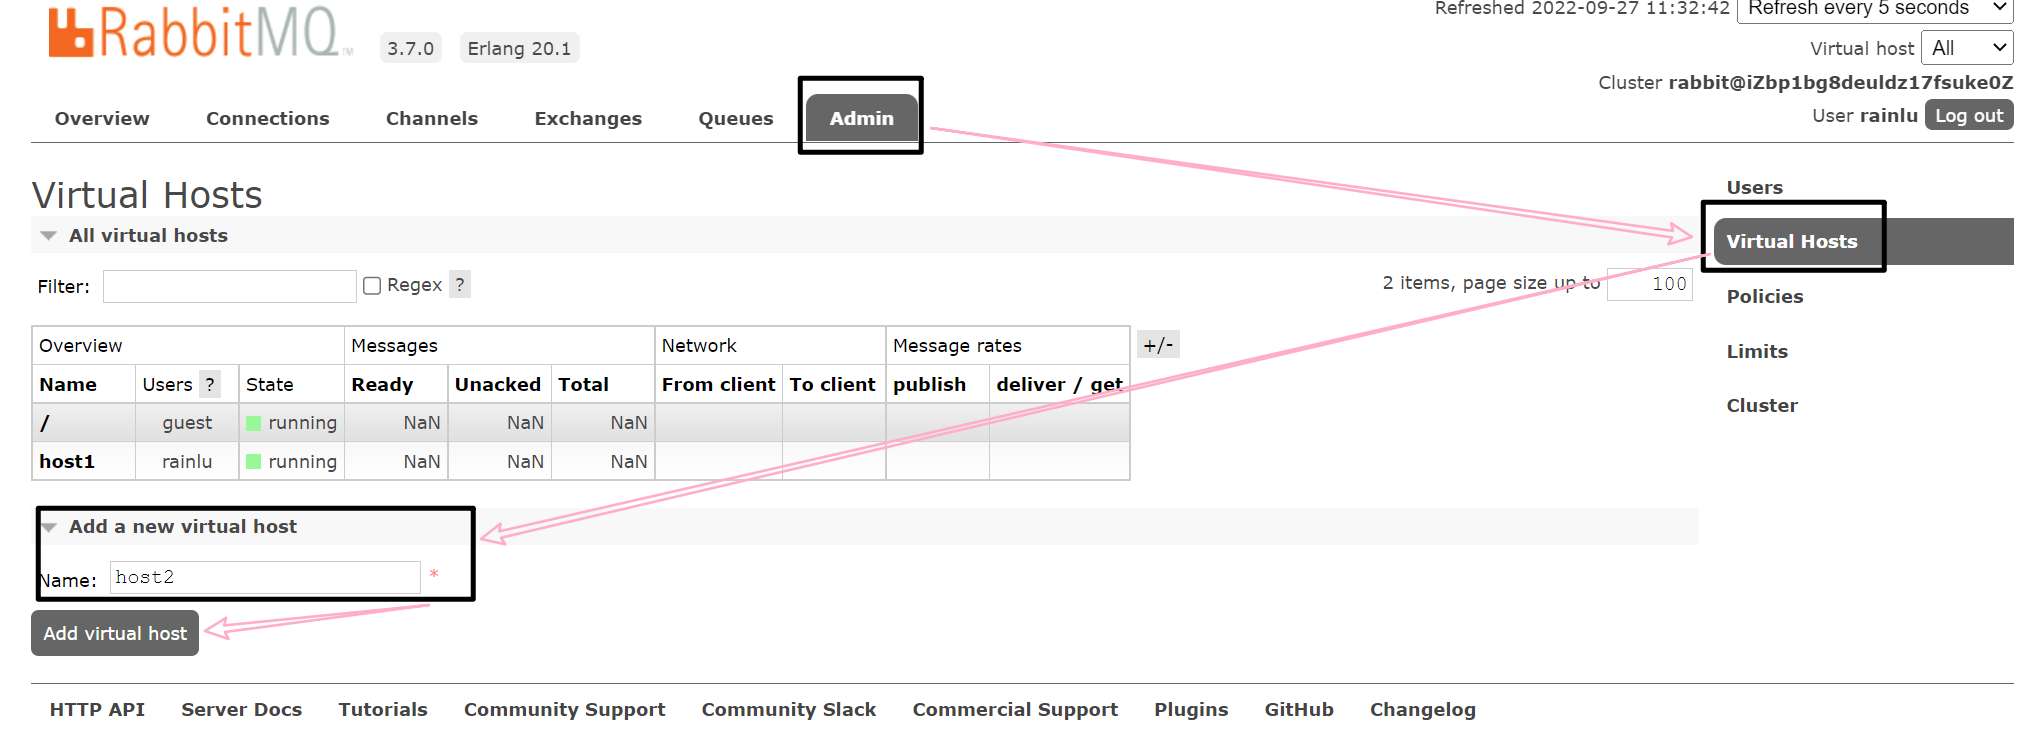 Refreshed 2022-09-27 11:32:42 Refresh every 5 seconds
RabbitMQ TM 3.7.0 Erlang 20.1
Virtual host All
Cluster rabbit@iZbp1bg8deuldz17fsuke0Z
User rainlu Log out
Overview Connections Channels Exchanges Queues Admin
Virtual Hosts
All virtual hosts
Filter: Regex ? 2 items, page size up to 100
Overview Messages Network Message rates +/-
Name Users ? State Ready Unacked Total From client To client publish deliver / get
/ guest running NaN NaN NaN
host1 rainlu running NaN NaN NaN
Add a new virtual host
Name: host2 *
Add virtual host
Users
Virtual Hosts
Policies
Limits
Cluster
HTTP API Server Docs Tutorials Community Support Community Slack Commercial Support Plugins GitHub Changelog